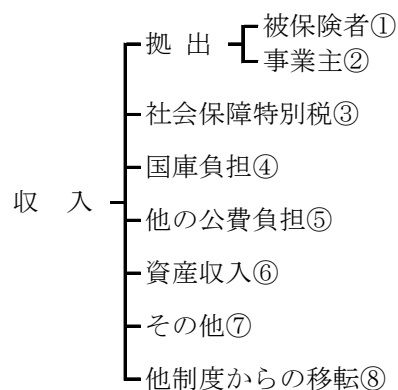 収 入
拠 出
被保険者①
事業主②
社会保障特別税③
国庫負担④
他の公費負担⑤
資産収入⑥
その他⑦
他制度からの移転⑧